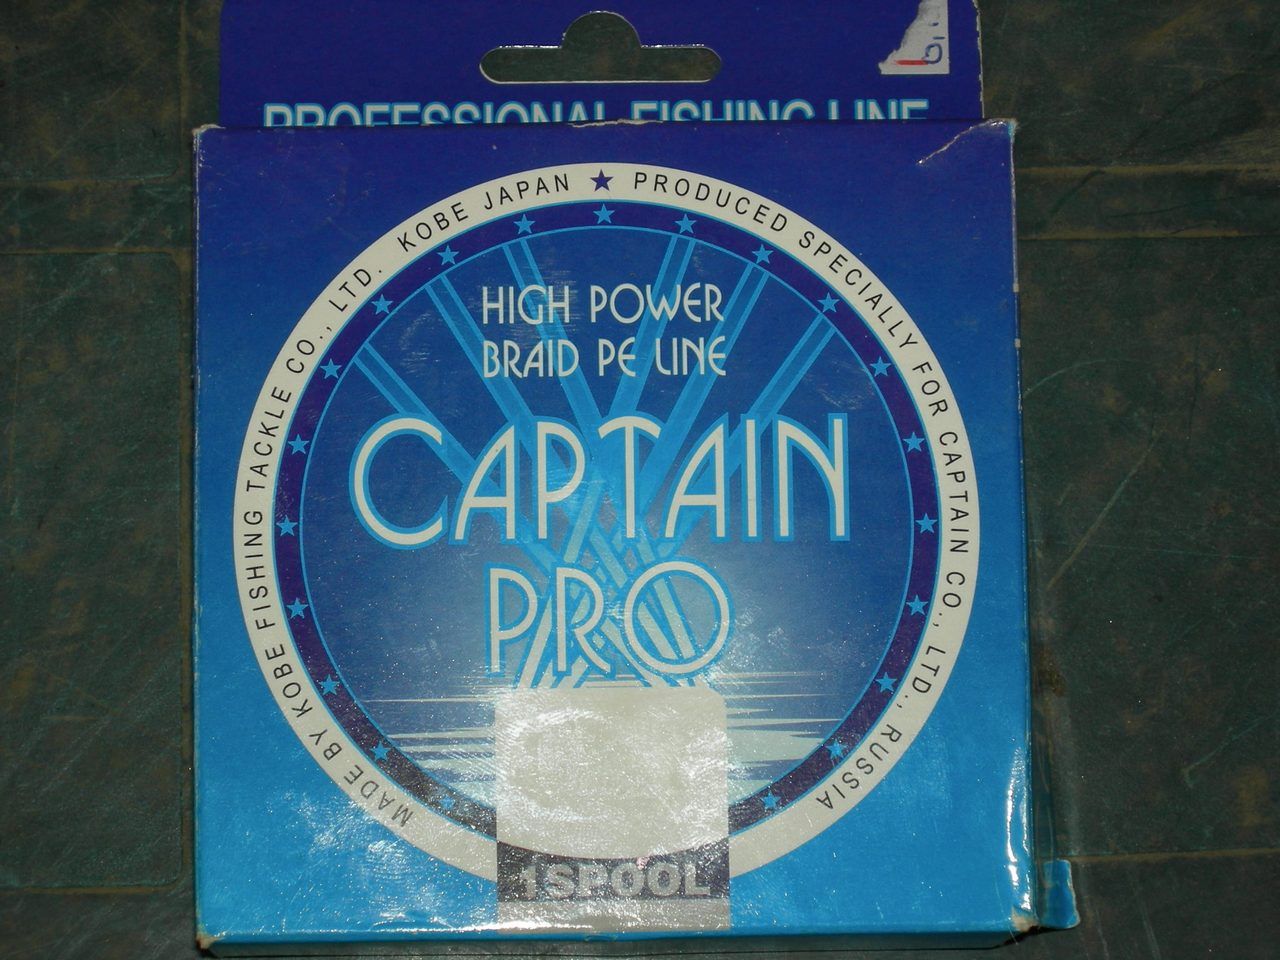 PROFESSIONAL FISHING LINE
MADE BY KOBE FISHING TACKLE CO., LTD. KOBE JAPAN ★ PRODUCED SPECIALLY FOR CAPTAIN CO., LTD., RUSSIA
HIGH POWER
BRAID PE LINE
CAPTAIN
PRO
1SPOOL